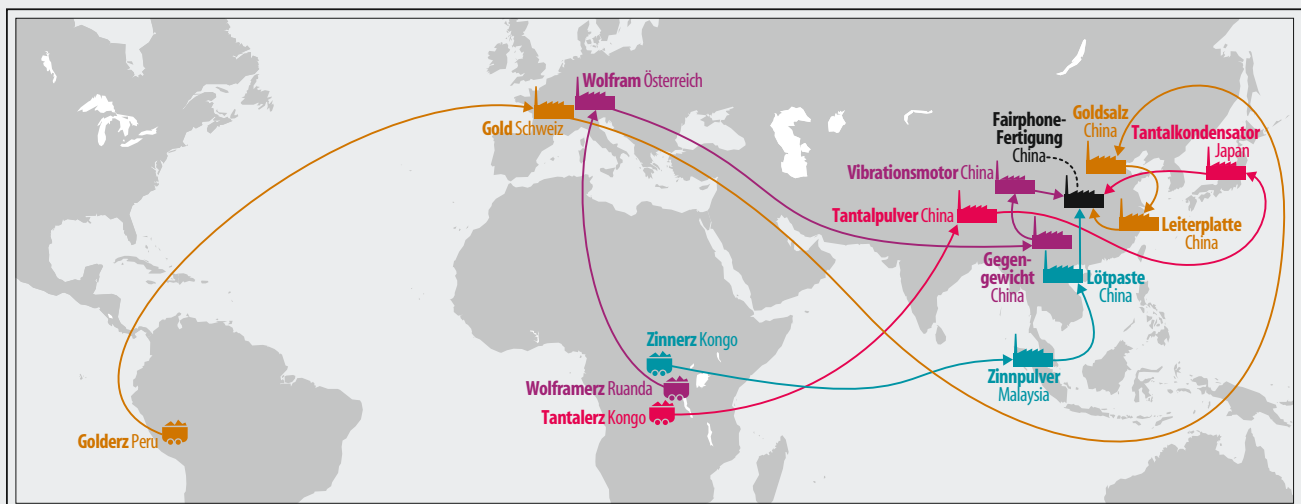 Wolfram Österreich
Gold Schweiz
Fairphone-
Fertigung
China
Goldsalz
China
Tantalkondensator
Japan
Vibrationsmotor China
Tantalpulver China
Leiterplatte
China
Gegen-
gewicht
China
Lötpaste
China
Zinnerz Kongo
Zinnpulver
Malaysia
Wolframerz Ruanda
Tantalerz Kongo
Golderz Peru